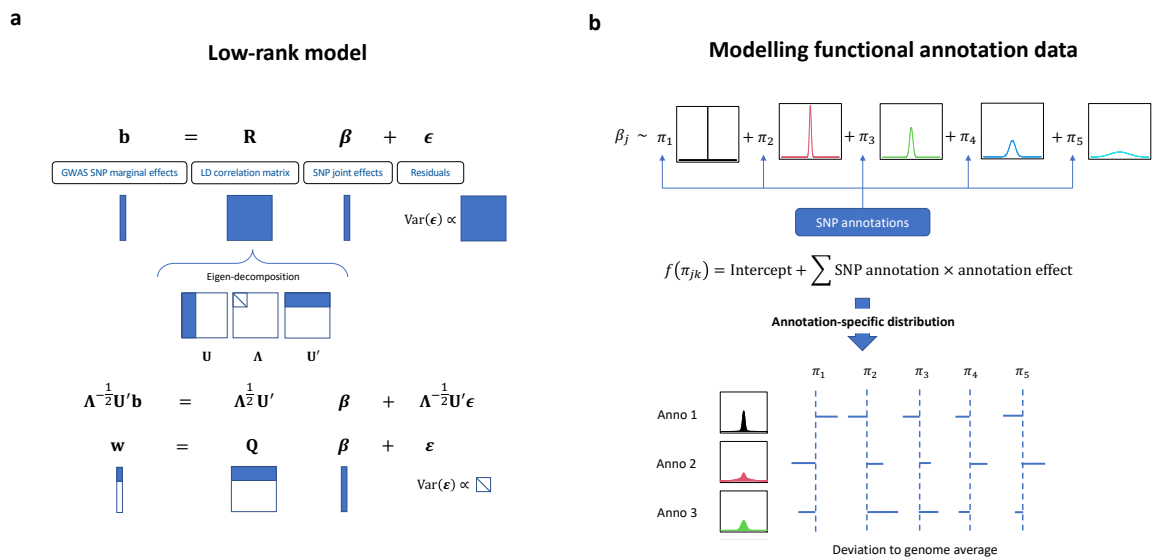 a
Low-rank model
b = R β + ϵ
GWAS SNP marginal effects LD correlation matrix SNP joint effects Residuals
Var(ϵ) ∝
Eigen-decomposition
U Λ U′
Λ^{-1/2}U′b = Λ^{1/2}U′ β + Λ^{-1/2}U′ϵ
w = Q β + ε
Var(ε) ∝
b
Modelling functional annotation data
β_j ~ π_1 + π_2 + π_3 + π_4 + π_5
SNP annotations
f(π_{jk}) = Intercept + ∑ SNP annotation × annotation effect
Annotation-specific distribution
π_1 π_2 π_3 π_4 π_5
Anno 1
Anno 2
Anno 3
Deviation to genome average